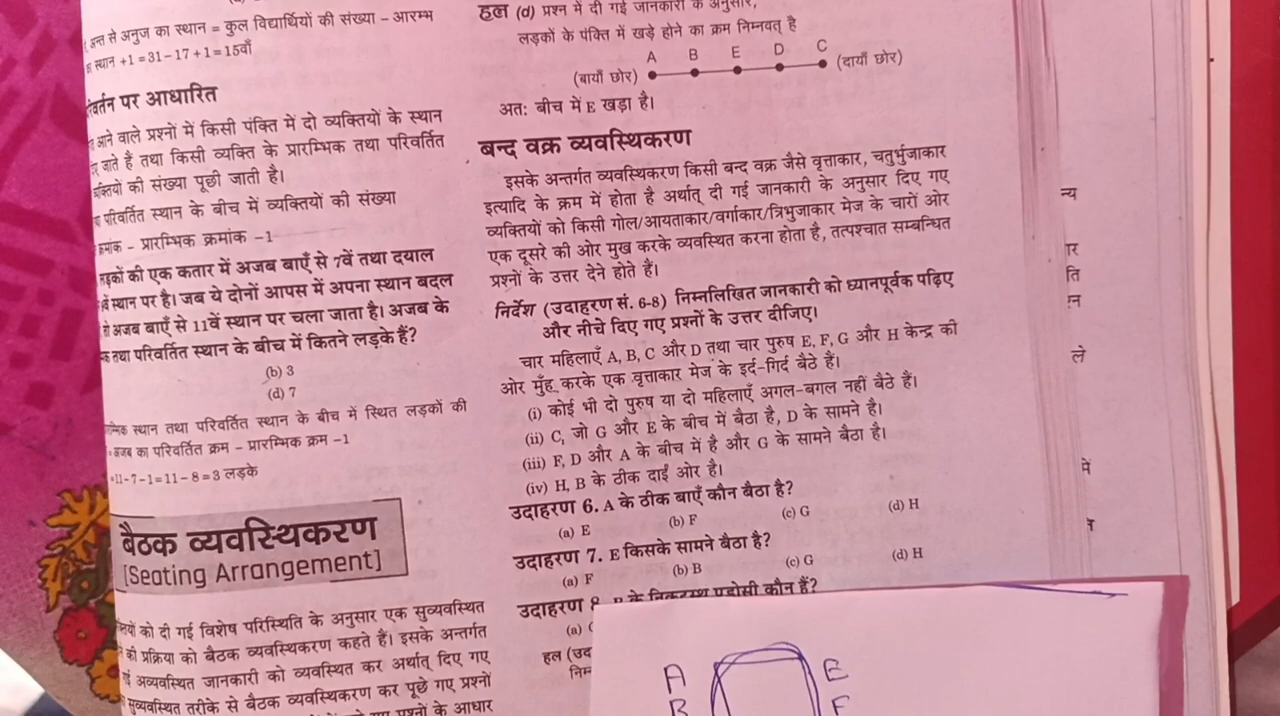 अन्त से अनुज का स्थान = कुल विद्यार्थियों की संख्या – आरम्भ
स्थान +1 = 31 – 17 + 1 = 15वाँ
पर आधारित
आने वाले प्रश्नों में किसी पंक्ति में दो व्यक्तियों के स्थान
जाते हैं तथा किसी व्यक्ति के प्रारम्भिक तथा परिवर्तित
की संख्या पूछी जाती है।
परिवर्तित स्थान के बीच में व्यक्तियों की संख्या
– प्रारम्भिक क्रमांक –1
की एक कतार में अजब बाएँ से 7वें तथा दयाल
स्थान पर है। जब ये दोनों आपस में अपना स्थान बदल
अजब बाएँ से 11वें स्थान पर चला जाता है। अजब के
तथा परिवर्तित स्थान के बीच में कितने लड़के हैं?
(b) 3
(d) 7
स्थान तथा परिवर्तित स्थान के बीच में स्थित लड़कों की
अजब का परिवर्तित क्रम – प्रारम्भिक क्रम –1
11 – 7 – 1 = 11 – 8 = 3 लड़के
बैठक व्यवस्थिकरण
[Seating Arrangement]
को दी गई विशेष परिस्थिति के अनुसार एक सुव्यवस्थित
की प्रक्रिया को बैठक व्यवस्थिकरण कहते हैं। इसके अन्तर्गत
अव्यवस्थित जानकारी को व्यवस्थित कर अर्थात् दिए गए
सुव्यवस्थित तरीके से बैठक व्यवस्थिकरण कर पूछे गए प्रश्नों
प्रश्नों के आधार
हल (d) प्रश्न में दी गई जानकारी के अनुसार,
लड़कों के पंक्ति में खड़े होने का क्रम निम्नवत् है
A B E D C
(बायाँ छोर) (दायाँ छोर)
अतः बीच में E खड़ा है।
बन्द वक्र व्यवस्थिकरण
इसके अन्तर्गत व्यवस्थिकरण किसी बन्द वक्र जैसे वृत्ताकार, चतुर्भुजाकार
इत्यादि के क्रम में होता है अर्थात् दी गई जानकारी के अनुसार दिए गए
व्यक्तियों को किसी गोल/आयताकार/वर्गाकार/त्रिभुजाकार मेज के चारों ओर
एक दूसरे की ओर मुख करके व्यवस्थित करना होता है, तत्पश्चात सम्बन्धित
प्रश्नों के उत्तर देने होते हैं।
निर्देश (उदाहरण सं. 6-8) निम्नलिखित जानकारी को ध्यानपूर्वक पढ़िए
और नीचे दिए गए प्रश्नों के उत्तर दीजिए।
चार महिलाएँ A, B, C और D तथा चार पुरुष E, F, G और H केन्द्र की
ओर मुँह करके एक वृत्ताकार मेज के इर्द-गिर्द बैठे हैं।
(i) कोई भी दो पुरुष या दो महिलाएँ अगल-बगल नहीं बैठे हैं।
(ii) C, जो G और E के बीच में बैठा है, D के सामने है।
(iii) F, D और A के बीच में है और G के सामने बैठा है।
(iv) H, B के ठीक दाईं ओर है।
उदाहरण 6. A के ठीक बाएँ कौन बैठा है?
(a) E (b) F (c) G (d) H
उदाहरण 7. E किसके सामने बैठा है?
(a) F (b) B (c) G (d) H
उदाहरण 8. B के निकटस्थ पड़ोसी कौन हैं?
(a)
हल (उद
निम
A E
B F
न्य
ति
ले
में